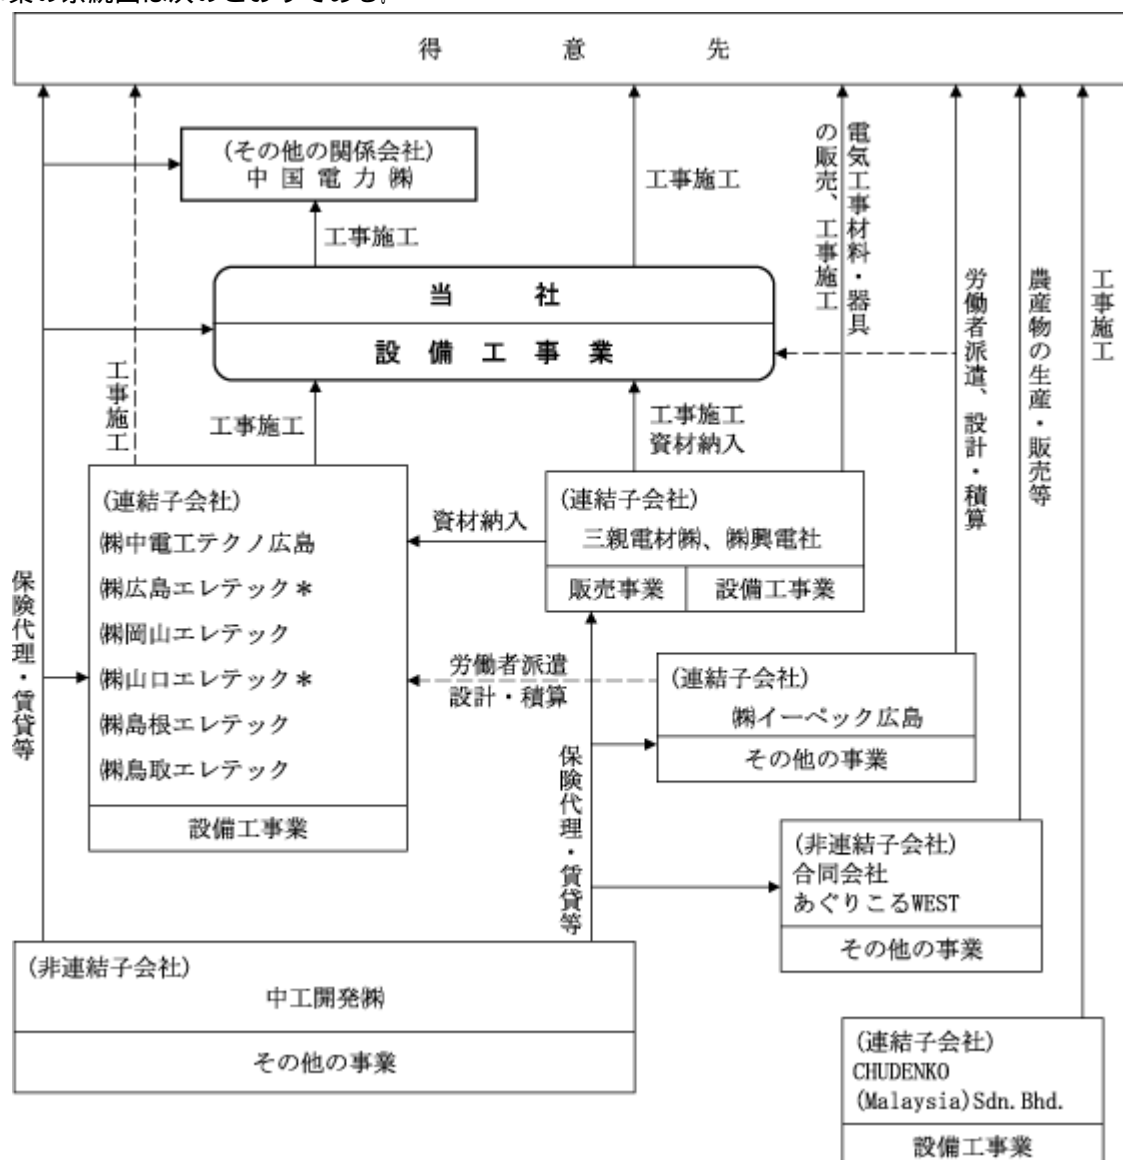 業の系統図は次のとおりである。
得意先
(その他の関係会社)
中国電力㈱
工事施工
工事施工
電気工事材料・器具
の販売、工事施工
当社
設備工事業
労働者派遣、設計・積算
農産物の生産・販売等
工事施工
工事施工
工事施工
工事施工
資材納入
(連結子会社)
㈱中電工テクノ広島
㈱広島エレテック＊
㈱岡山エレテック
㈱山口エレテック＊
㈱島根エレテック
㈱鳥取エレテック
設備工事業
資材納入
(連結子会社)
三親電材㈱、㈱興電社
販売事業
設備工事業
保険代理・賃貸等
労働者派遣
設計・積算
(連結子会社)
㈱イーペック広島
その他の事業
保険代理・賃貸等
(非連結子会社)
合同会社
あぐりこるWEST
その他の事業
(非連結子会社)
中工開発㈱
その他の事業
(連結子会社)
CHUDENKO
(Malaysia)Sdn.Bhd.
設備工事業